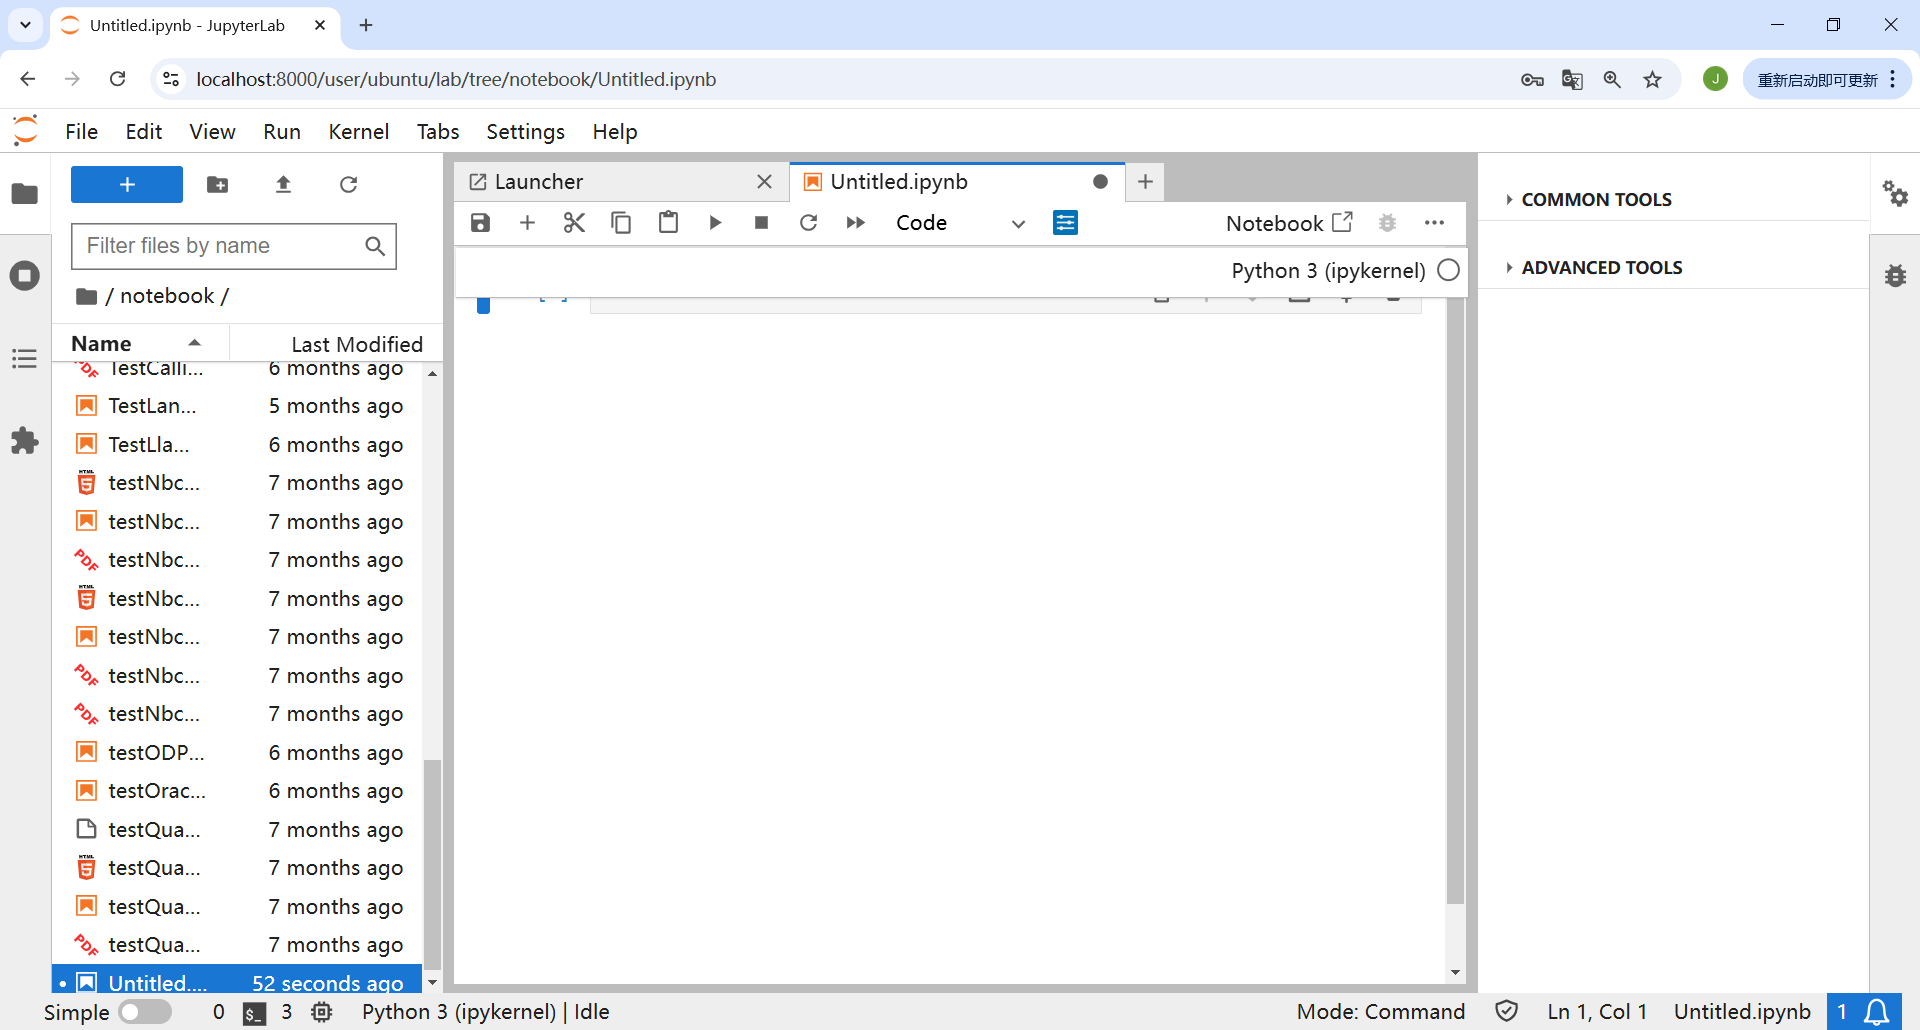 Untitled.ipynb - JupyterLab
localhost:8000/user/ubuntu/lab/tree/notebook/Untitled.ipynb
J
重新启动即可更新
File Edit View Run Kernel Tabs Settings Help
Filter files by name
/ notebook /
Name Last Modified
TestCalli... 6 months ago
TestLan... 5 months ago
TestLla... 6 months ago
testNbc... 7 months ago
testNbc... 7 months ago
testNbc... 7 months ago
testNbc... 7 months ago
testNbc... 7 months ago
testNbc... 7 months ago
testNbc... 7 months ago
testODP... 6 months ago
testOrac... 6 months ago
testQua... 7 months ago
testQua... 7 months ago
testQua... 7 months ago
testQua... 7 months ago
Untitled.... 52 seconds ago
Launcher
Untitled.ipynb
Code
Notebook
Python 3 (ipykernel)
COMMON TOOLS
ADVANCED TOOLS
Simple 0 3 Python 3 (ipykernel) | Idle
Mode: Command Ln 1, Col 1 Untitled.ipynb 1